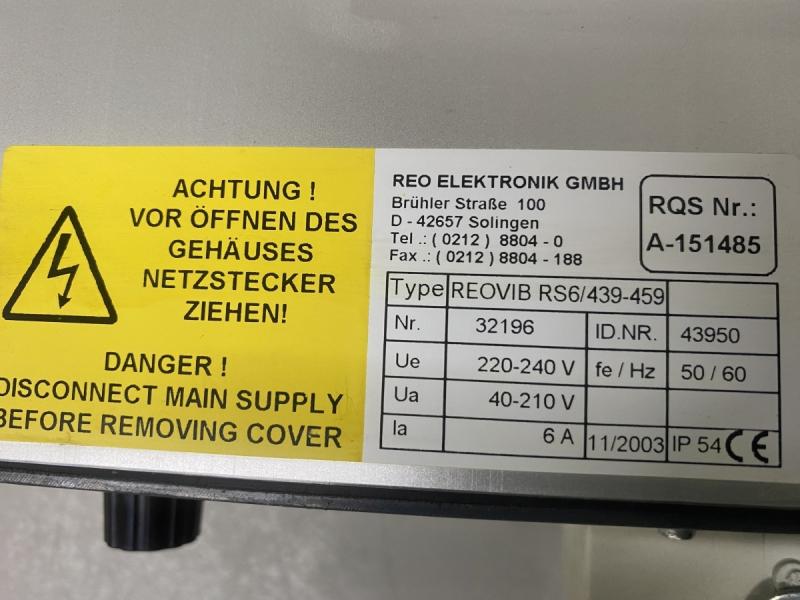 ACHTUNG !
VOR ÖFFNEN DES
GEHÄUSES
NETZSTECKER
ZIEHEN!
DANGER !
DISCONNECT MAIN SUPPLY
BEFORE REMOVING COVER
REO ELEKTRONIK GMBH
Brühler Straße 100
D - 42657 Solingen
Tel .: ( 0212 ) 8804 - 0
Fax .: ( 0212 ) 8804 - 188
RQS Nr.:
A-151485
Type REOVIB RS6/439-459
Nr. 32196 ID.NR. 43950
Ue 220-240 V fe / Hz 50 / 60
Ua 40-210 V
Ia 6 A 11/2003 IP 54 CE